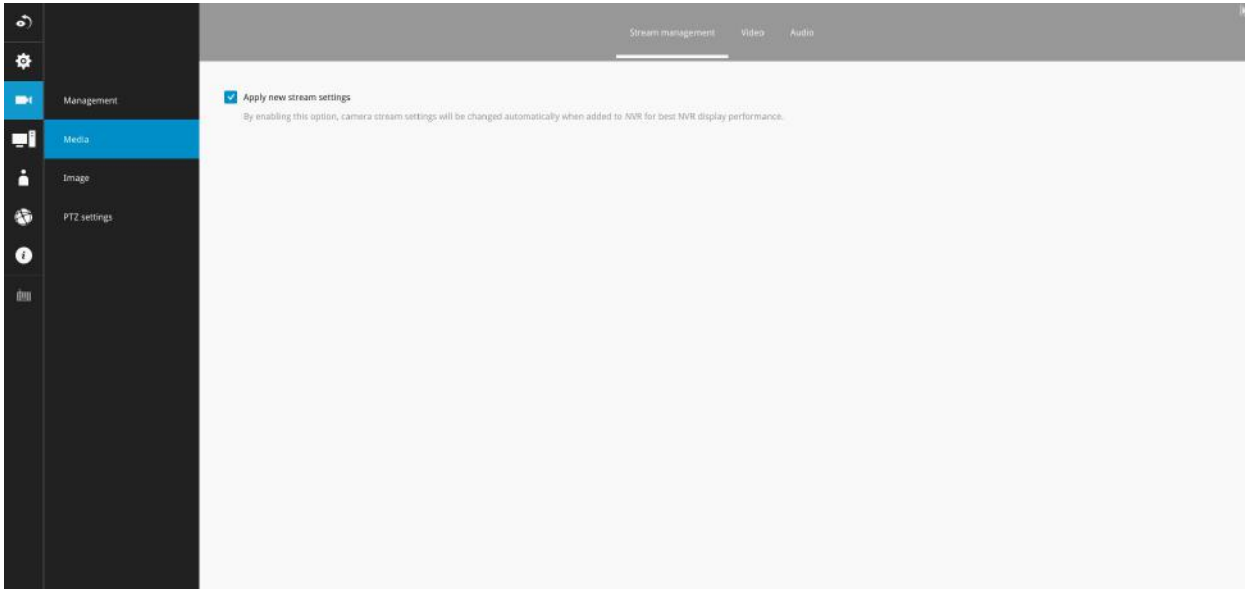 Stream management Video Audio
Management
Media
Image
PTZ settings
Apply new stream settings
By enabling this option, camera stream settings will be changed automatically when added to NVR for best NVR display performance.